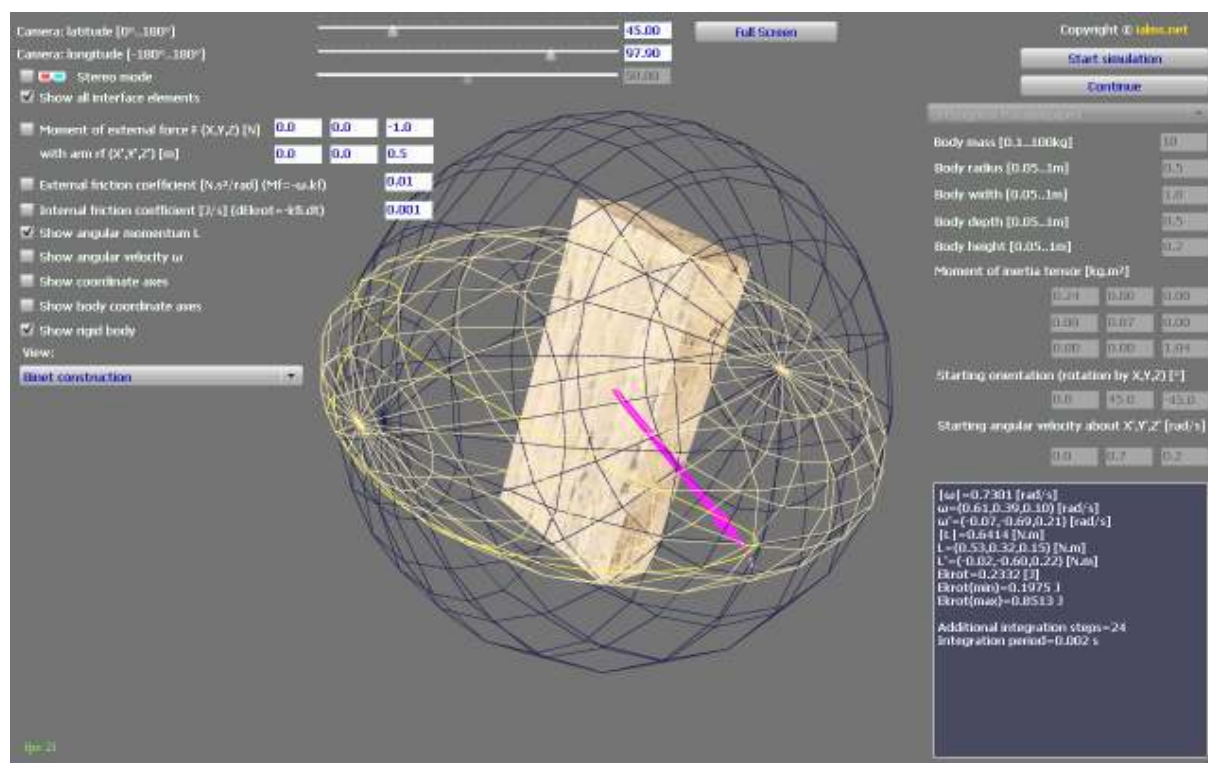 Camera: latitude [0°..180°]
45.00
Full Screen
Copyright © ialms.net
Camera: longitude [-180°..180°]
97.90
Start simulation
Stereo mode
50.00
Continue
Show all interface elements
Moment of external force F (X,Y,Z) [N]
0.0
0.0
-1.0
with arm rf (X',Y',Z') [m]
0.0
0.0
0.5
External friction coefficient [N.s²/rad] (Mf=-ω.kf)
0.01
Internal friction coefficient [J/s] (dEkrot=-kfi.dt)
0.001
Show angular momentum L
Show angular velocity ω
Show coordinate axes
Show body coordinate axes
Show rigid body
View:
Binet construction
Body mass [0.1..100kg]
10
Body radius [0.05..1m]
0.5
Body width [0.05..1m]
1.0
Body depth [0.05..1m]
0.5
Body height [0.05..1m]
0.2
Moment of inertia tensor [kg.m²]
0.24 0.00 0.00
0.00 0.87 0.00
0.00 0.00 1.04
Starting orientation (rotation by X,Y,Z) [°]
0.0 45.0 -45.0
Starting angular velocity about X',Y',Z' [rad/s]
0.0 0.7 0.2
|ω|=0.7301 [rad/s]
ω=(0.61,0.39,0.10) [rad/s]
ω'=(-0.07,-0.69,0.21) [rad/s]
|L|=0.6414 [N.m]
L=(0.53,0.32,0.15) [N.m]
L'=(-0.02,-0.60,0.22) [N.m]
Ekrot=0.2332 [J]
Ekrot(min)=0.1975 J
Ekrot(max)=0.8513 J
Additional integration steps=24
Integration period=0.002 s
fps 21